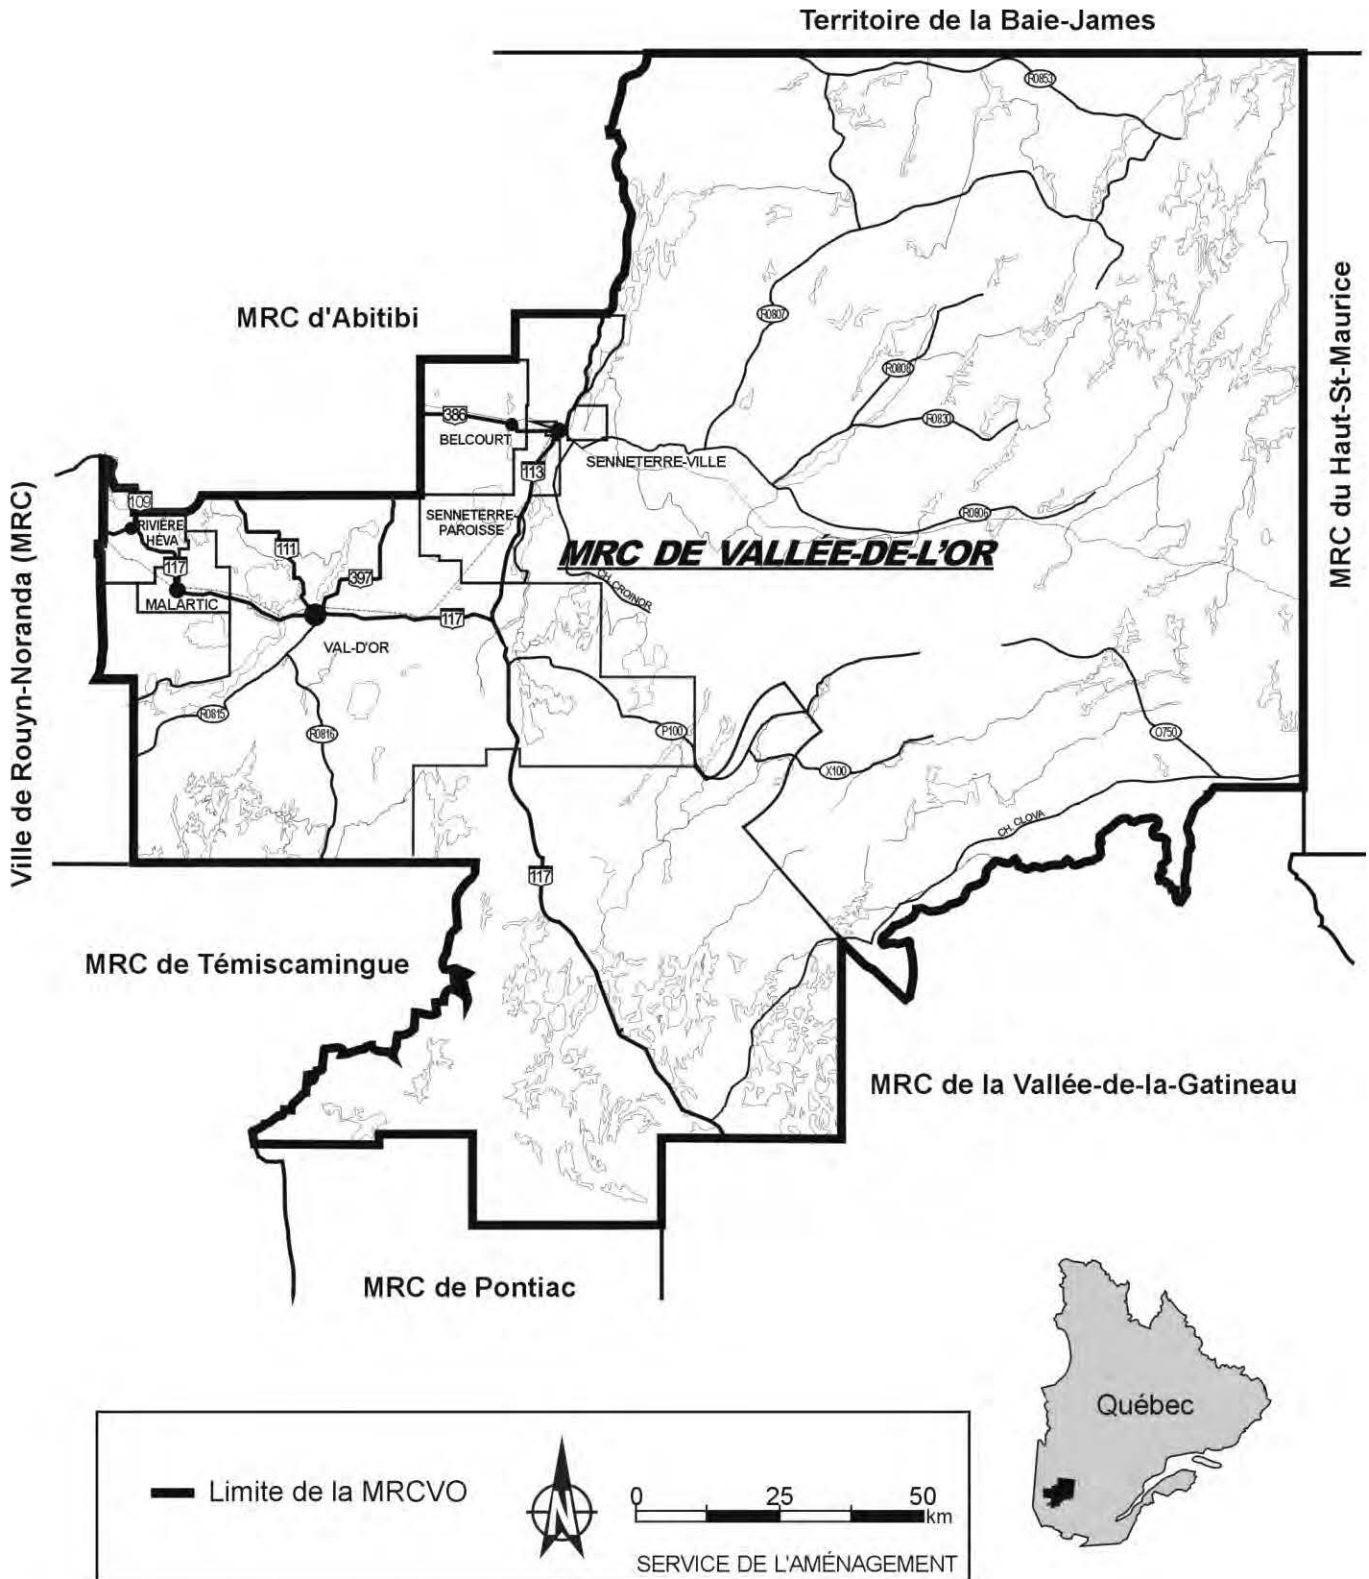 Territoire de la Baie-James
R0853
MRC d'Abitibi
R0807
R0808
R0830
386
BELCOURT
113
SENNETERRE-VILLE
MRC du Haut-St-Maurice
Ville de Rouyn-Noranda (MRC)
109
RIVIÈRE
HÉVA
111
SENNETERRE-
PAROISSE
R0806
MRC DE VALLÉE-DE-L'OR
117
397
CH. CROINOR
MALARTIC
117
VAL-D'OR
R0815
R0816
P100
O750
X100
CH. CLOVA
117
MRC de Témiscamingue
MRC de la Vallée-de-la-Gatineau
MRC de Pontiac
Québec
Limite de la MRCVO
N
0 25 50
km
SERVICE DE L'AMÉNAGEMENT